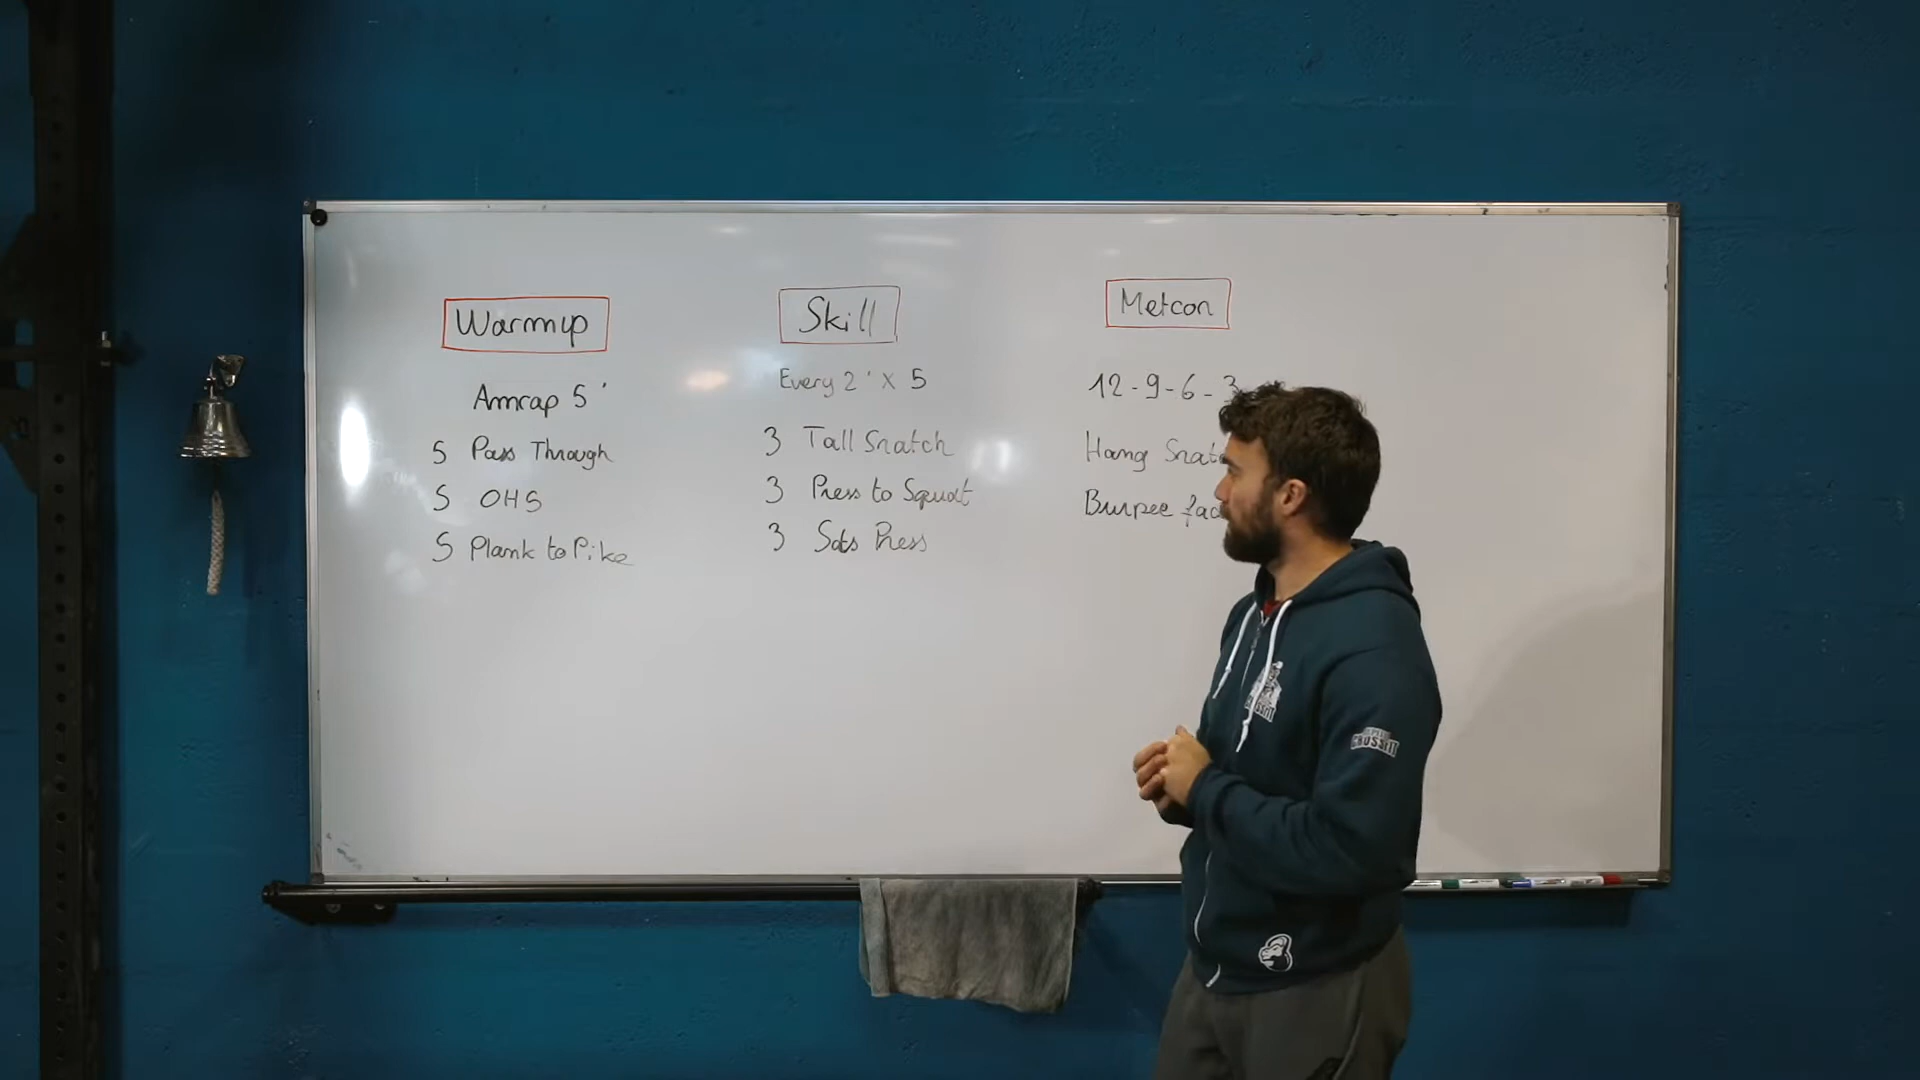 Warmup
Amrap 5'
5 Pass Through
5 OHS
5 Plank to Pike
Skill
Every 2' x 5
3 Tall Snatch
3 Press to Squat
3 Sots Press
Metcon
12-9-6-3
Hang
Burpee
CROSSFIT